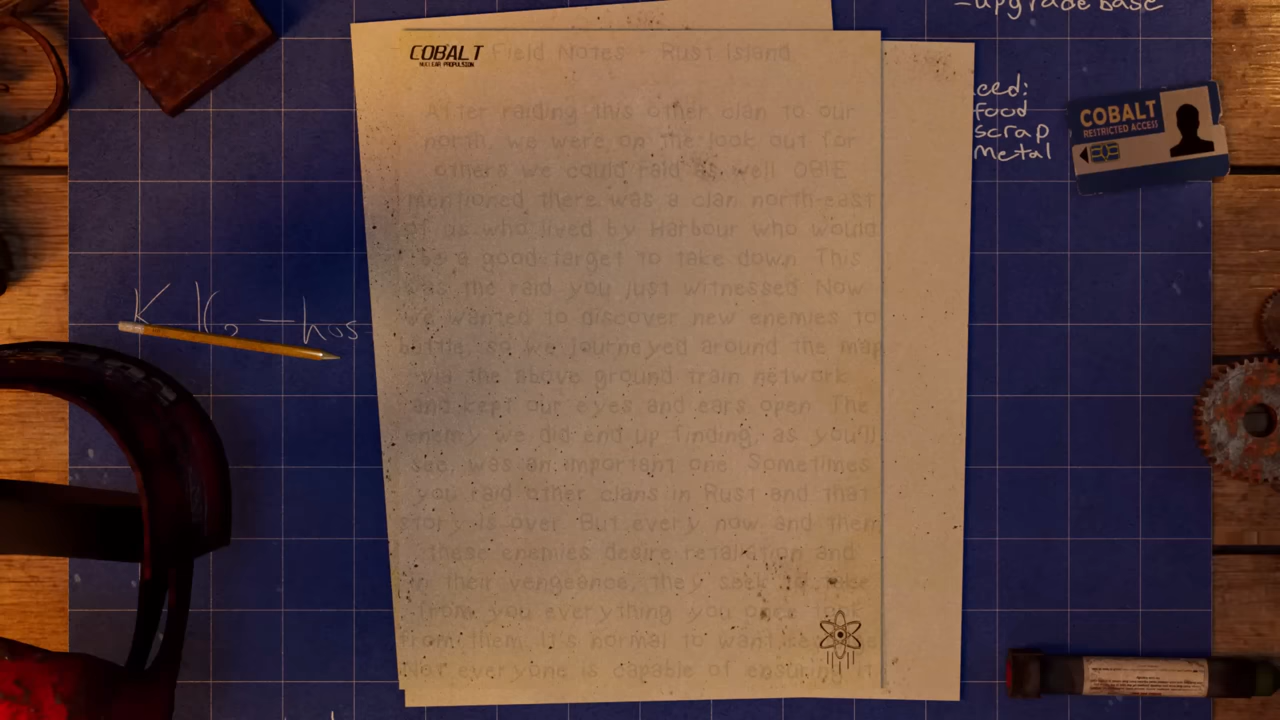 -upgrade base
COBALT
NUCLEAR PROPULSION
Field Notes - Rust Island
After raiding this other clan to our
north, we were on the look out for
others we could raid as well OBIE
mentioned there was a clan north-east
of us who lived by Harbour who would
be a good target to take down This
was the raid you just witnessed Now
we wanted to discover new enemies to
battle, so we journeyed around the map
via the above ground train network
and kept our eyes and ears open The
enemy we did end up finding, as you'll
see, was an important one Sometimes
you raid other clans in Rust and that
story is over. But every now and then,
these enemies desire retaliation and
in their vengeance, they seek to take
from you everything you once took
from them. It's normal to want
Not everyone is capable of ensuring it
food
scrap
Metal
COBALT
RESTRICTED ACCESS
has